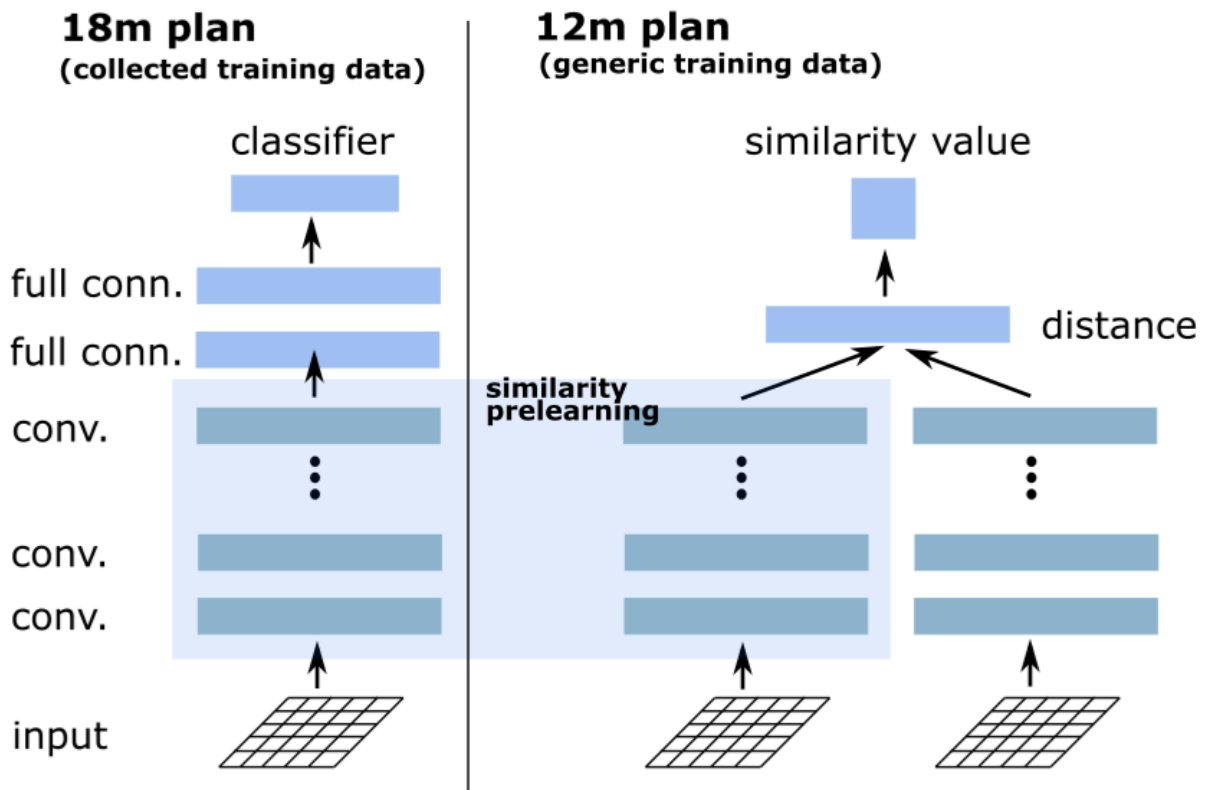 18m plan
(collected training data)
12m plan
(generic training data)
classifier
similarity value
full conn.
full conn.
distance
similarity
prelearning
conv.
conv.
conv.
input